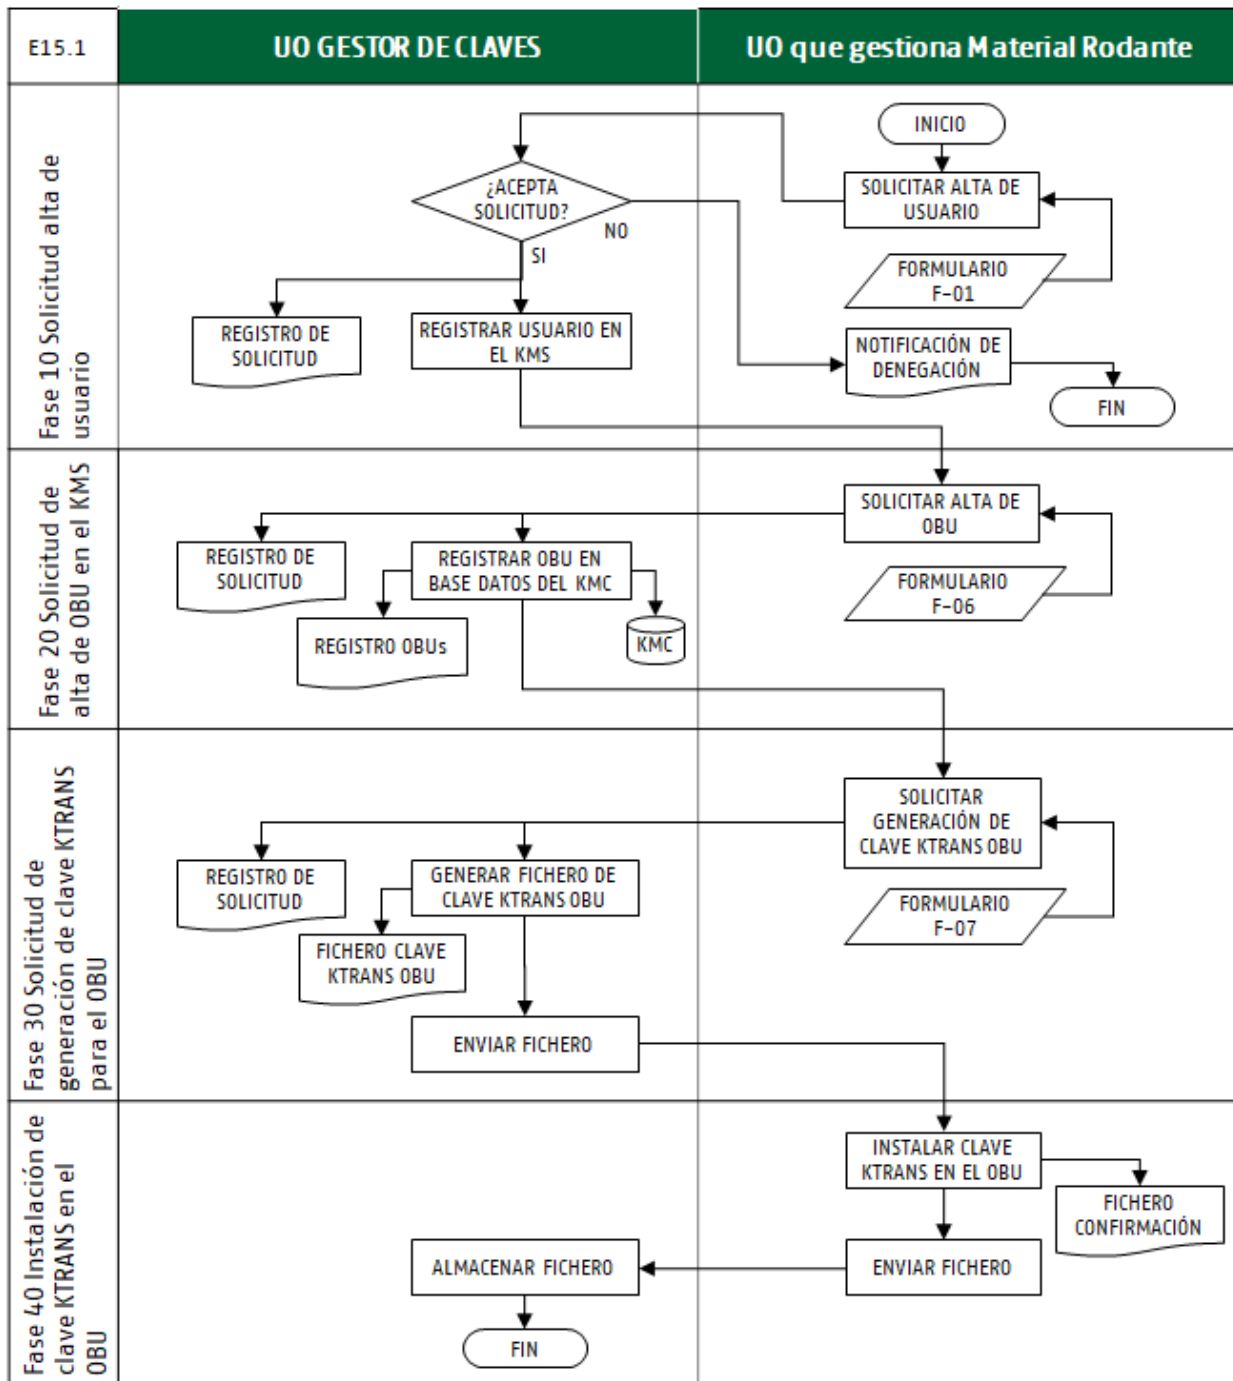 E15.1
UO GESTOR DE CLAVES
UO que gestiona Material Rodante
Fase 10 Solicitud alta de
usuario
INICIO
¿ACEPTA
SOLICITUD?
SOLICITAR ALTA DE
USUARIO
NO
SI
FORMULARIO
F-01
REGISTRO DE
SOLICITUD
REGISTRAR USUARIO EN
EL KMS
NOTIFICACIÓN DE
DENEGACIÓN
FIN
Fase 20 Solicitud de
alta de OBU en el KMS
SOLICITAR ALTA DE
OBU
REGISTRO DE
SOLICITUD
REGISTRAR OBU EN
BASE DATOS DEL KMC
FORMULARIO
F-06
REGISTRO OBUs
KMC
Fase 30 Solicitud de
generación de clave KTRANS
para el OBU
SOLICITAR
GENERACIÓN DE
CLAVE KTRANS OBU
REGISTRO DE
SOLICITUD
GENERAR FICHERO DE
CLAVE KTRANS OBU
FORMULARIO
F-07
FICHERO CLAVE
KTRANS OBU
ENVIAR FICHERO
Fase 40 Instalación de
clave KTRANS en el
OBU
INSTALAR CLAVE
KTRANS EN EL OBU
FICHERO
CONFIRMACIÓN
ALMACENAR FICHERO
ENVIAR FICHERO
FIN